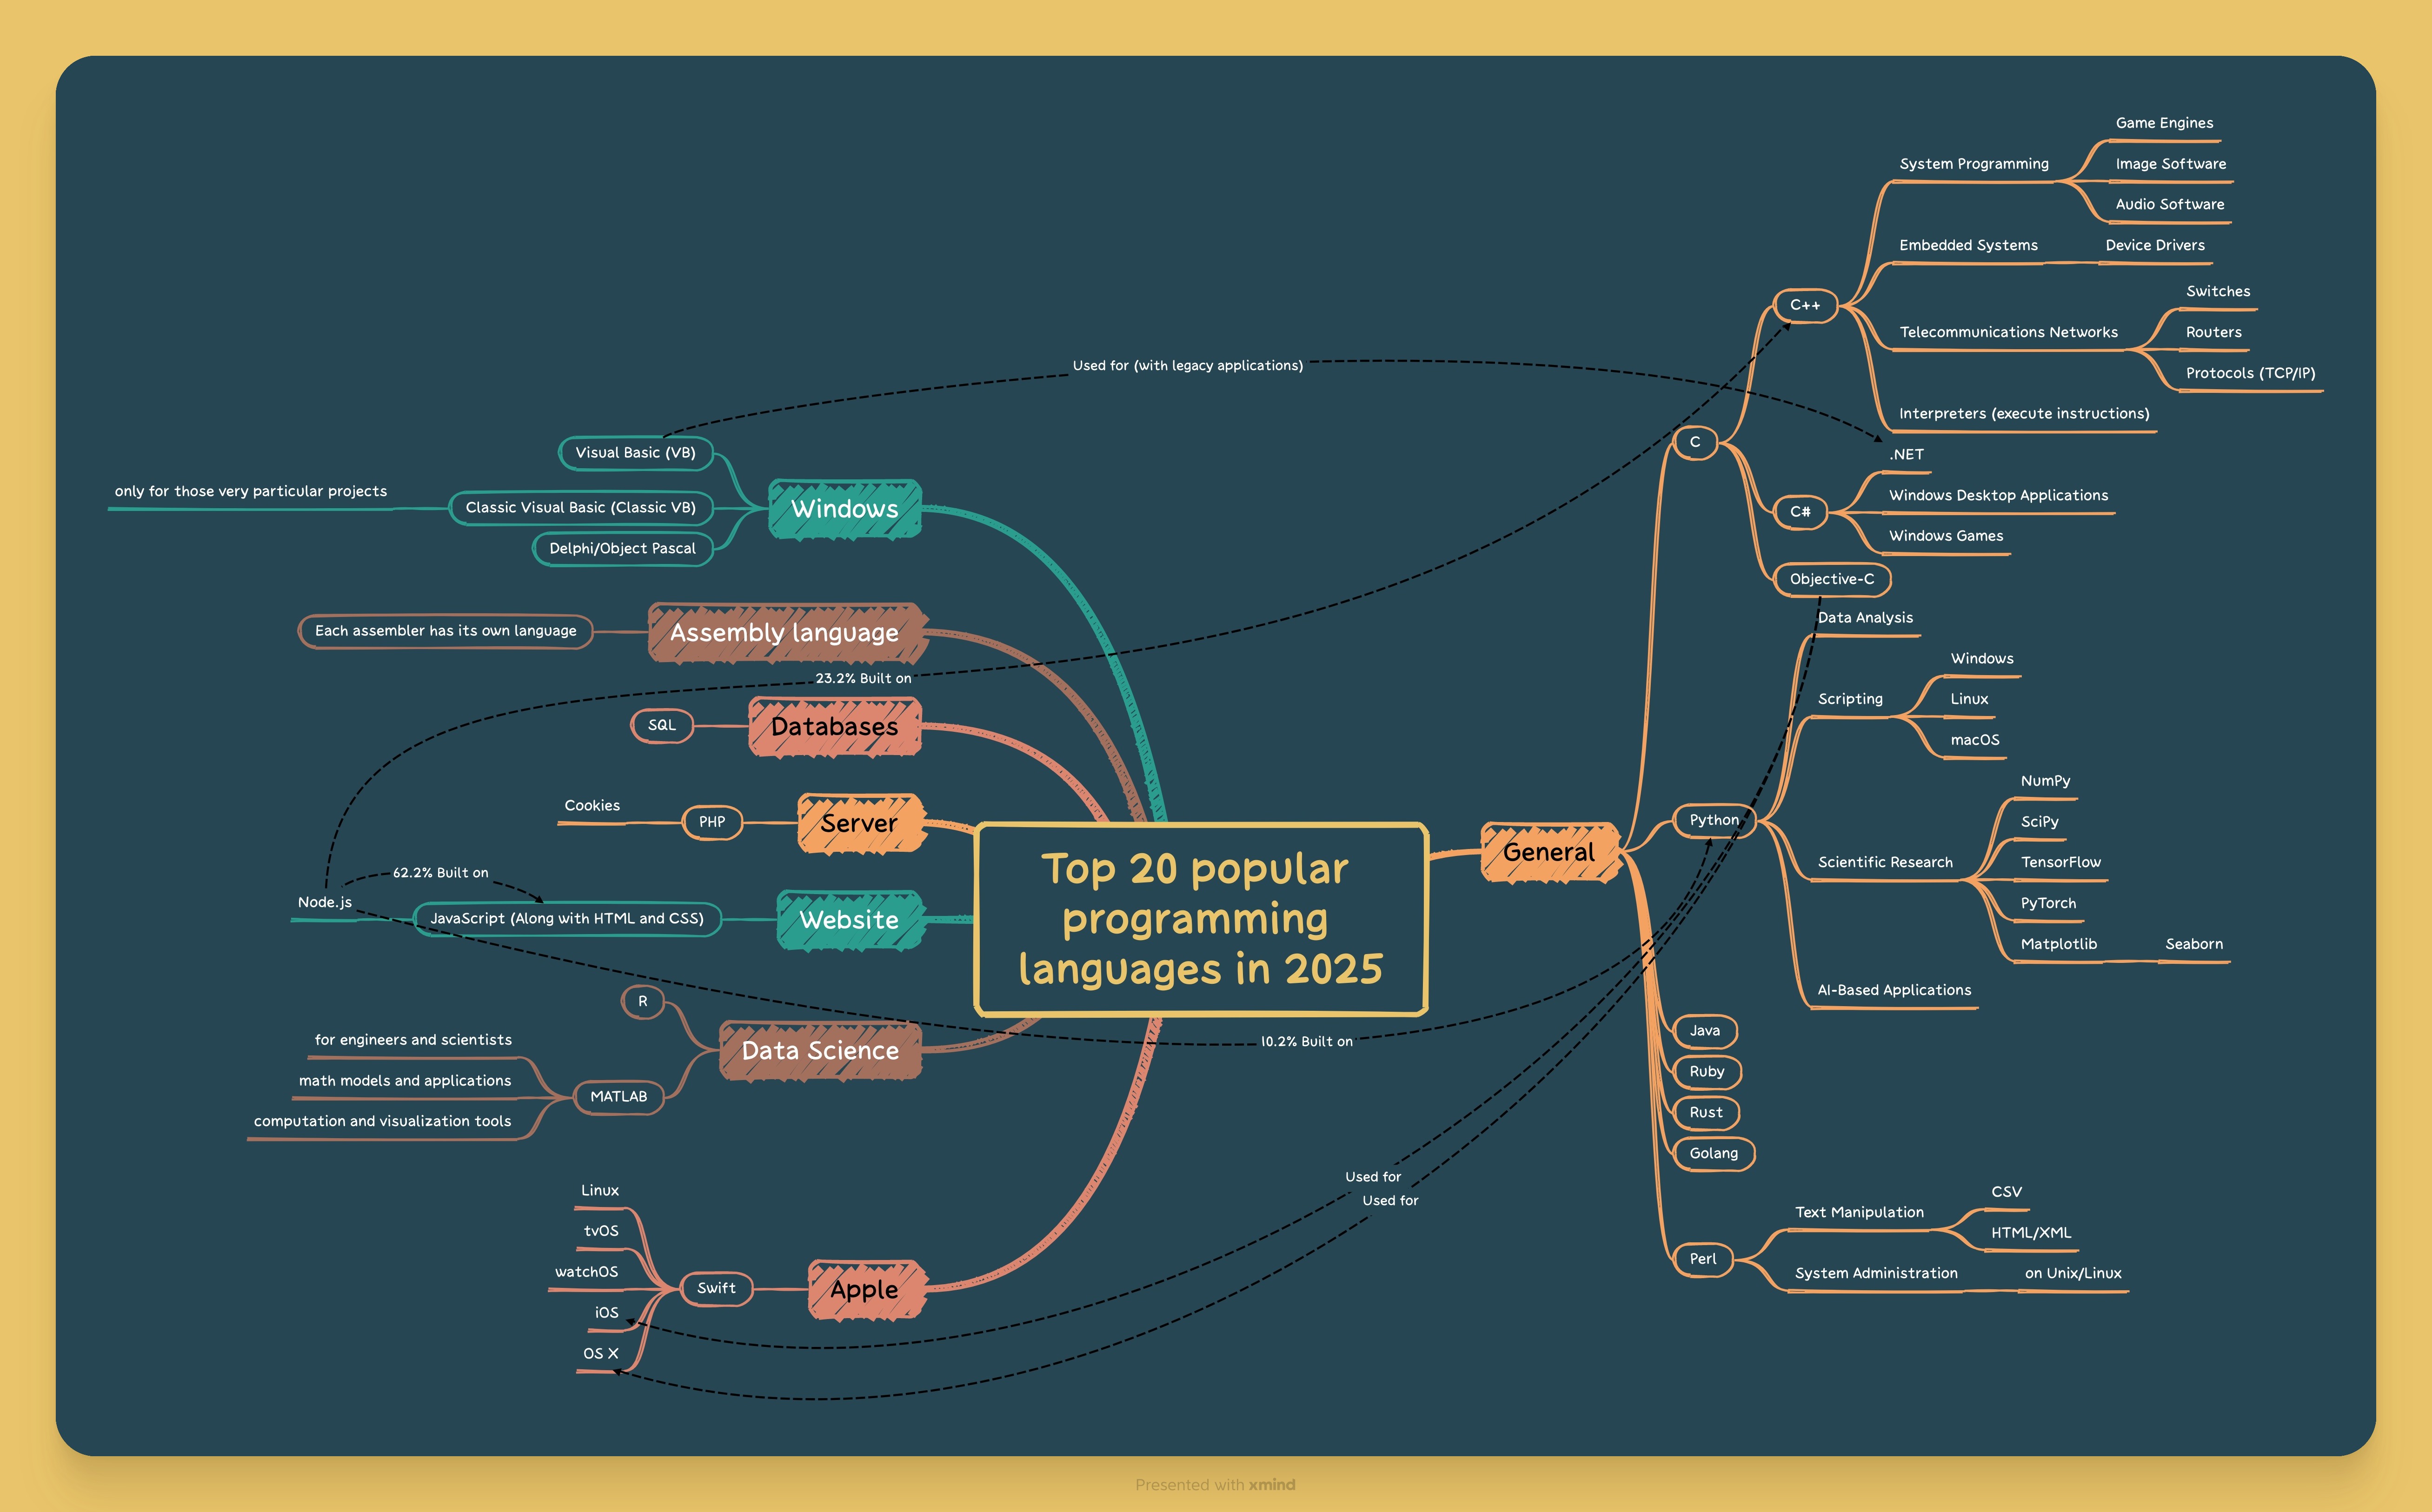 Top 20 popular
programming
languages in 2025
General
C
C++
System Programming
Game Engines
Image Software
Audio Software
Embedded Systems
Device Drivers
Telecommunications Networks
Switches
Routers
Protocols (TCP/IP)
Interpreters (execute instructions)
C#
.NET
Windows Desktop Applications
Windows Games
Objective-C
Python
Data Analysis
Scripting
Windows
Linux
macOS
Scientific Research
NumPy
SciPy
TensorFlow
PyTorch
Matplotlib
Seaborn
AI-Based Applications
Java
Ruby
Rust
Golang
Perl
Text Manipulation
CSV
HTML/XML
System Administration
on Unix/Linux
Windows
Visual Basic (VB)
Classic Visual Basic (Classic VB)
only for those very particular projects
Delphi/Object Pascal
Assembly language
Each assembler has its own language
Databases
SQL
Server
PHP
Cookies
Website
JavaScript (Along with HTML and CSS)
Node.js
Data Science
R
MATLAB
for engineers and scientists
math models and applications
computation and visualization tools
Apple
Swift
Linux
tvOS
watchOS
iOS
OS X
Used for (with legacy applications)
23.2% Built on
62.2% Built on
10.2% Built on
Used for
Used for
Presented with xmind